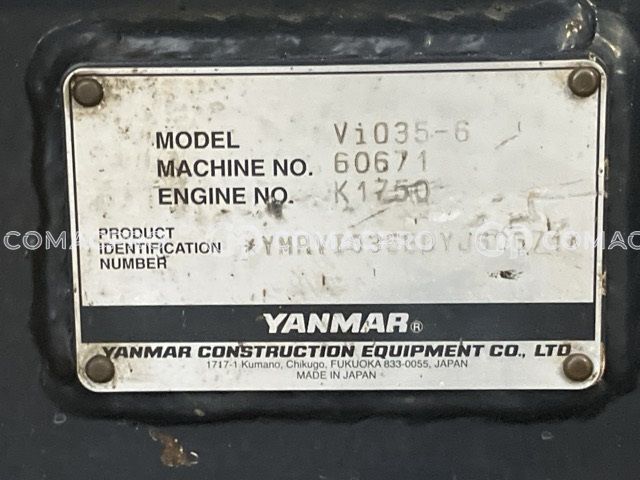 MODEL ViO35-6
MACHINE NO. 60671
ENGINE NO. K1750
PRODUCT
IDENTIFICATION
NUMBER
YANMAR®
YANMAR CONSTRUCTION EQUIPMENT CO., LTD
1717-1 Kumano, Chikugo, FUKUOKA 833-0055, JAPAN
MADE IN JAPAN